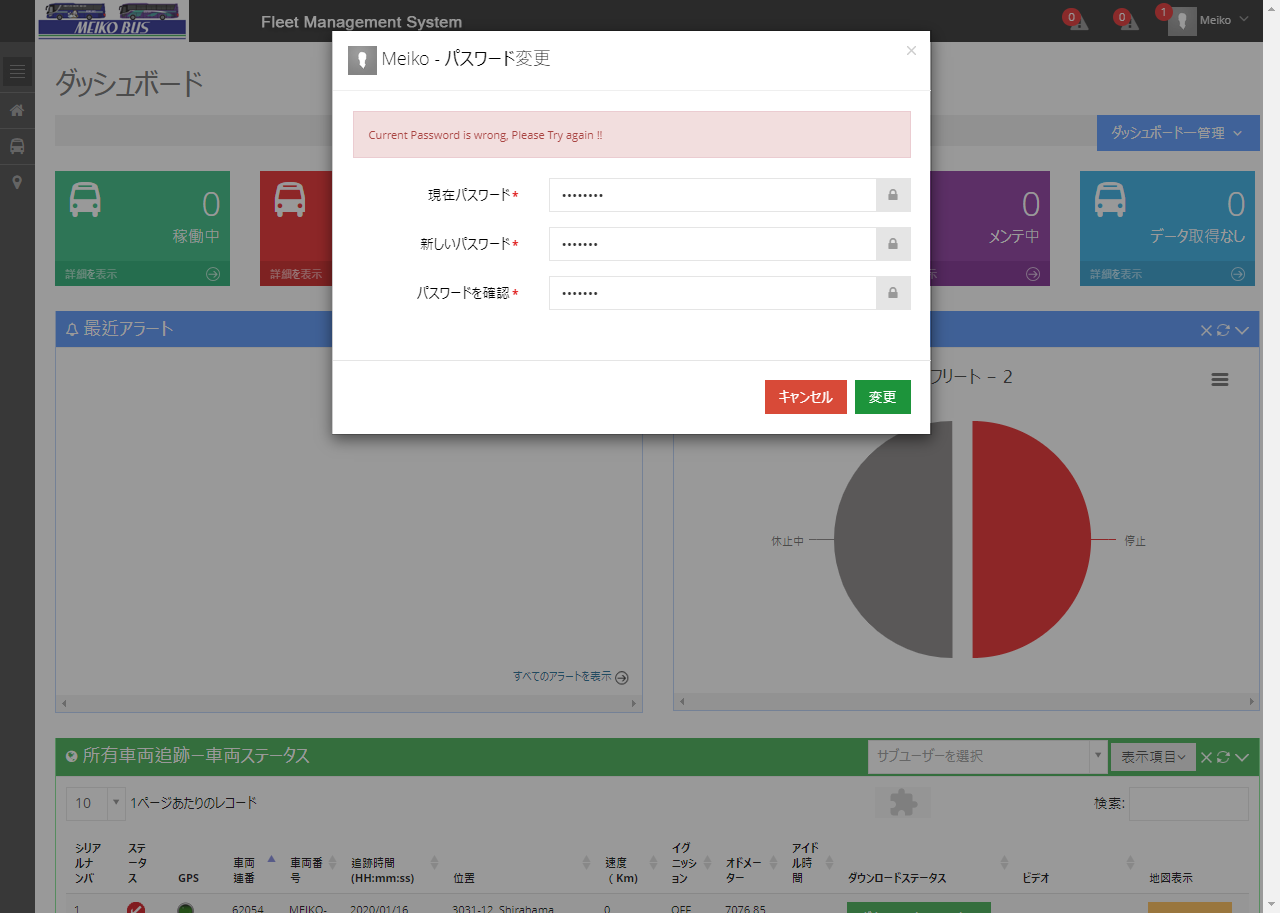 MEIKO BUS
Fleet Management System
0
0
1
Meiko
Meiko - パスワード変更
×
ダッシュボード
Current Password is wrong, Please Try again !!
ダッシュボード一管理
現在パスワード*
••••••••
新しいパスワード*
•••••••
パスワードを確認*
•••••••
0
稼働中
詳細を表示
詳細を表示
0
メンテ中
示
0
データ取得なし
詳細を表示
最近アラート
キャンセル
変更
フリート – 2
休止中
停止
すべてのアラートを表示
所有車両追跡－車両ステータス
サブユーザーを選択
表示項目
10
1ページあたりのレコード
検索:
シリアルナンバ
ステータス
GPS
車両連番
車両番号
追跡時間 (HH:mm:ss)
位置
速度 ( Km)
イグニッション
オドメーター
アイドル時間
ダウンロードステータス
ビデオ
地図表示
1
62054
MEIKO-
2020/01/16
3031-12, Shirahama
0
OFF
7076.85